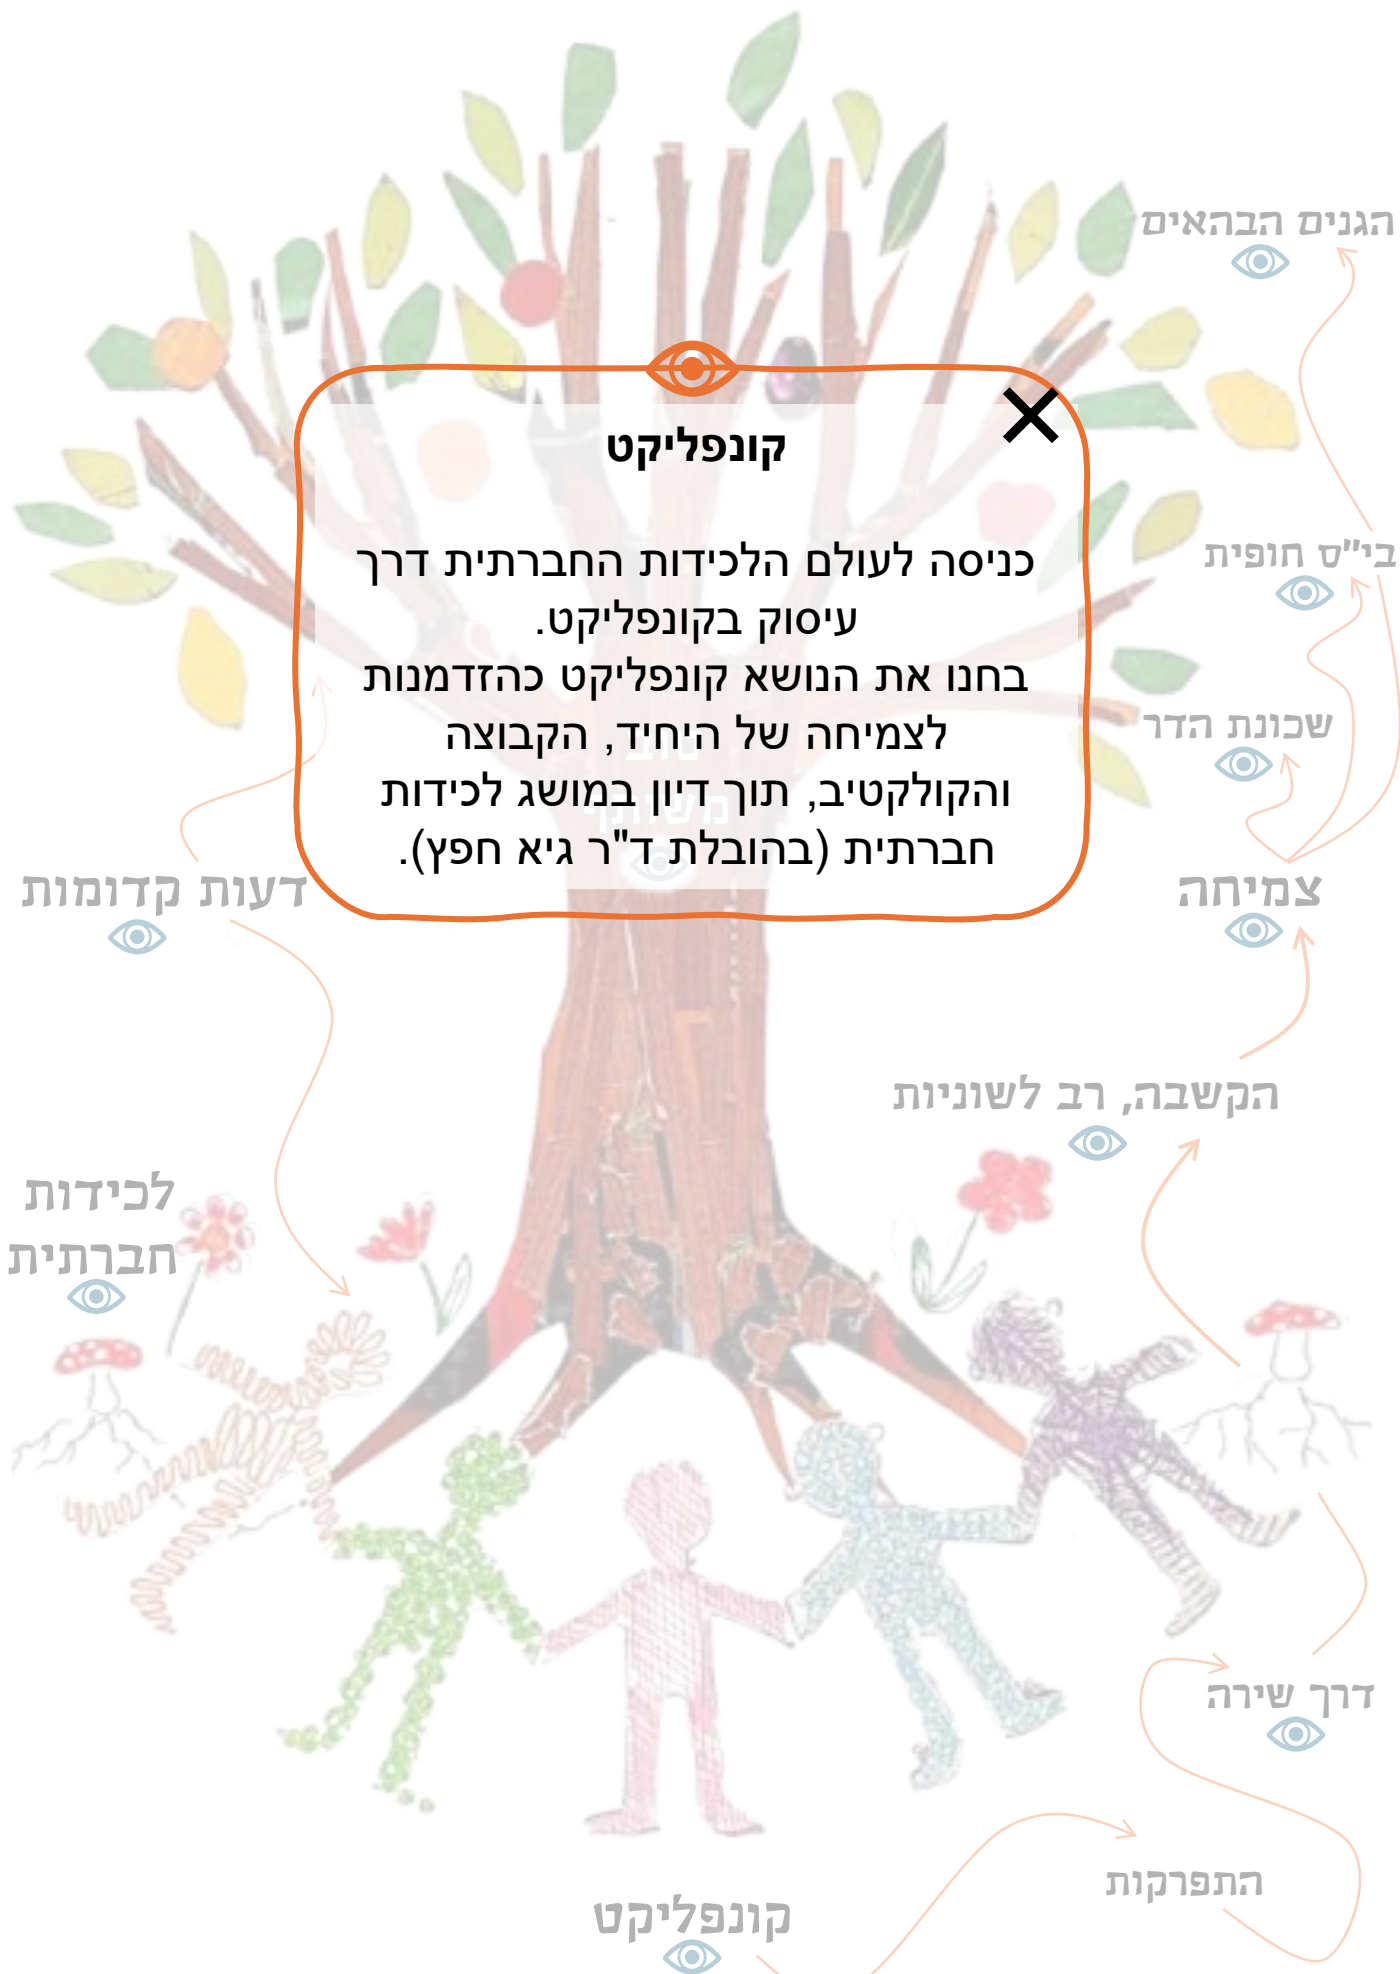 הגנים הבהאים
קונפליקט
כניסה לעולם הלכידות החברתית דרך
עיסוק בקונפליקט.
בחנו את הנושא קונפליקט כהזדמנות
לצמיחה של היחיד, הקבוצה
והקולקטיב, תוך דיון במושג לכידות
חברתית (בהובלת ד"ר גיא חפץ).
בי"ס חופית
שכונת הדר
טוב
משותף
צמיחה
דעות קדומות
הקשבה, רב לשוניות
לכידות
חברתית
דרך שירה
התפרקות
קונפליקט